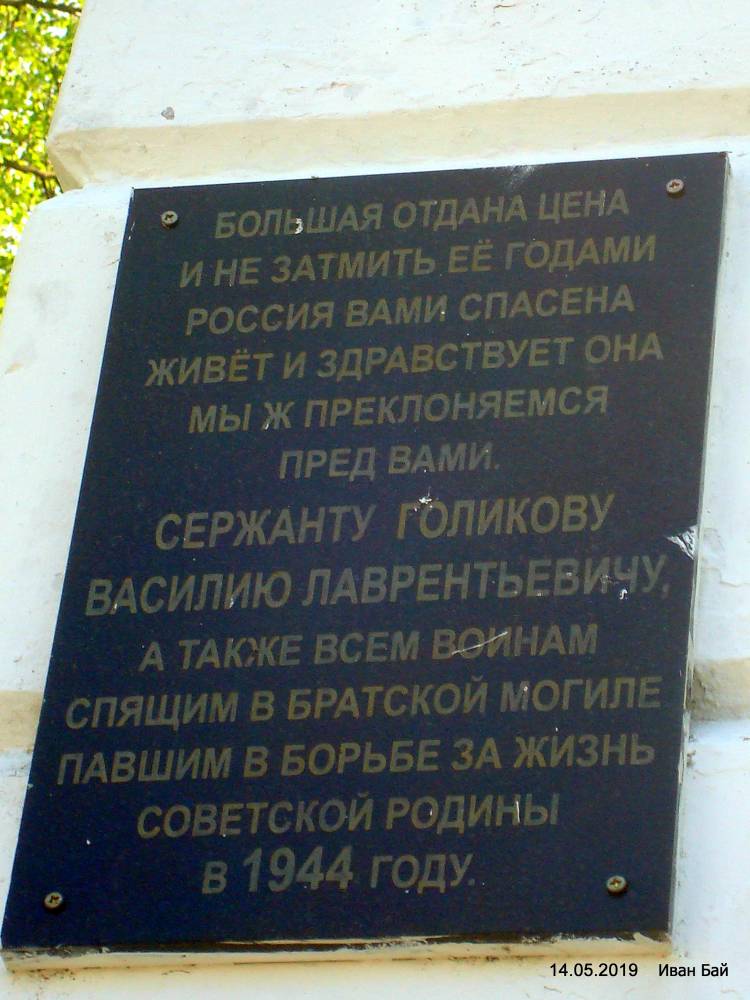 БОЛЬШАЯ ОТДАНА ЦЕНА
И НЕ ЗАТМИТЬ ЕЁ ГОДАМИ
РОССИЯ ВАМИ СПАСЕНА
ЖИВЁТ И ЗДРАВСТВУЕТ ОНА
МЫ Ж ПРЕКЛОНЯЕМСЯ
ПРЕД ВАМИ.
СЕРЖАНТУ ГОЛИКОВУ
ВАСИЛИЮ ЛАВРЕНТЬЕВИЧУ,
А ТАКЖЕ ВСЕМ ВОИНАМ
СПЯЩИМ В БРАТСКОЙ МОГИЛЕ
ПАВШИМ В БОРЬБЕ ЗА ЖИЗНЬ
СОВЕТСКОЙ РОДИНЫ
В 1944 ГОДУ.
14.05.2019 Иван Бай